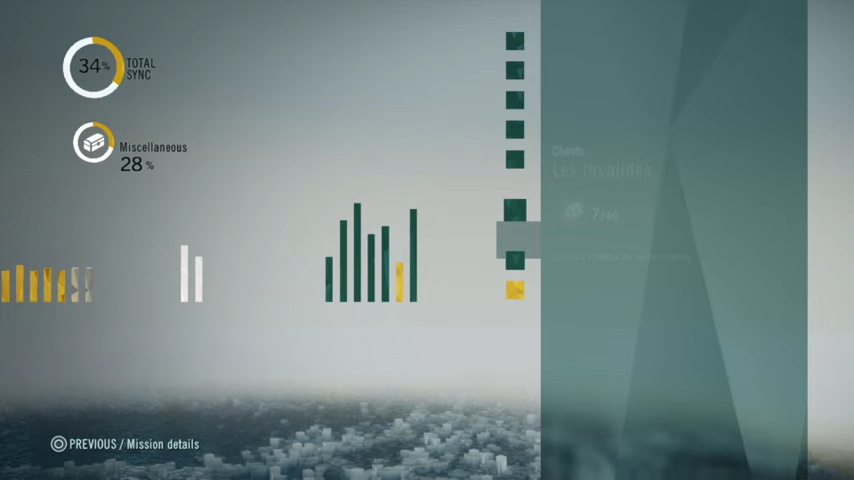 34%
TOTAL
SYNC
Miscellaneous
28%
Chests
Les Invalides
7/40
PREVIOUS / Mission details